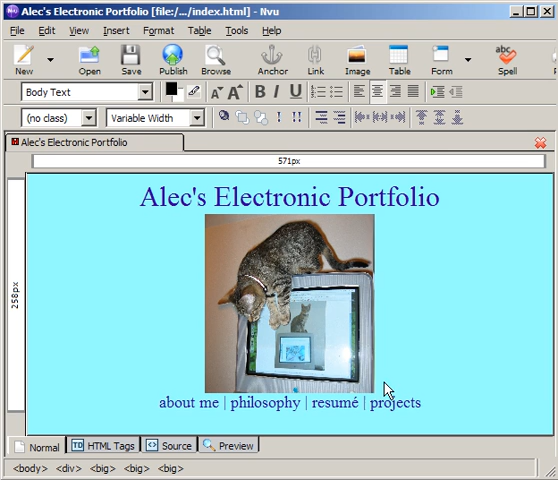 Alec's Electronic Portfolio [file:/.../index.html] - Nvu
File Edit View Insert Format Table Tools Help
New Open Save Publish Browse Anchor Link Image Table Form Spell
Body Text
A A B I U
(no class) Variable Width ! !!
Alec's Electronic Portfolio
571px
258px
Alec's Electronic Portfolio
about me | philosophy | resumé | projects
Normal TD HTML Tags <> Source Preview
<body> <div> <big> <big> <big>